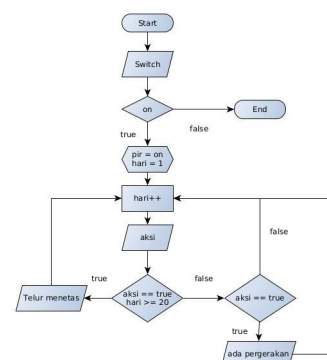 Start
Switch
on
End
true
false
pir = on
hari = 1
hari++
aksi
false
true
false
Telur menetas
aksi == true
hari >= 20
aksi == true
true
ada pergerakan